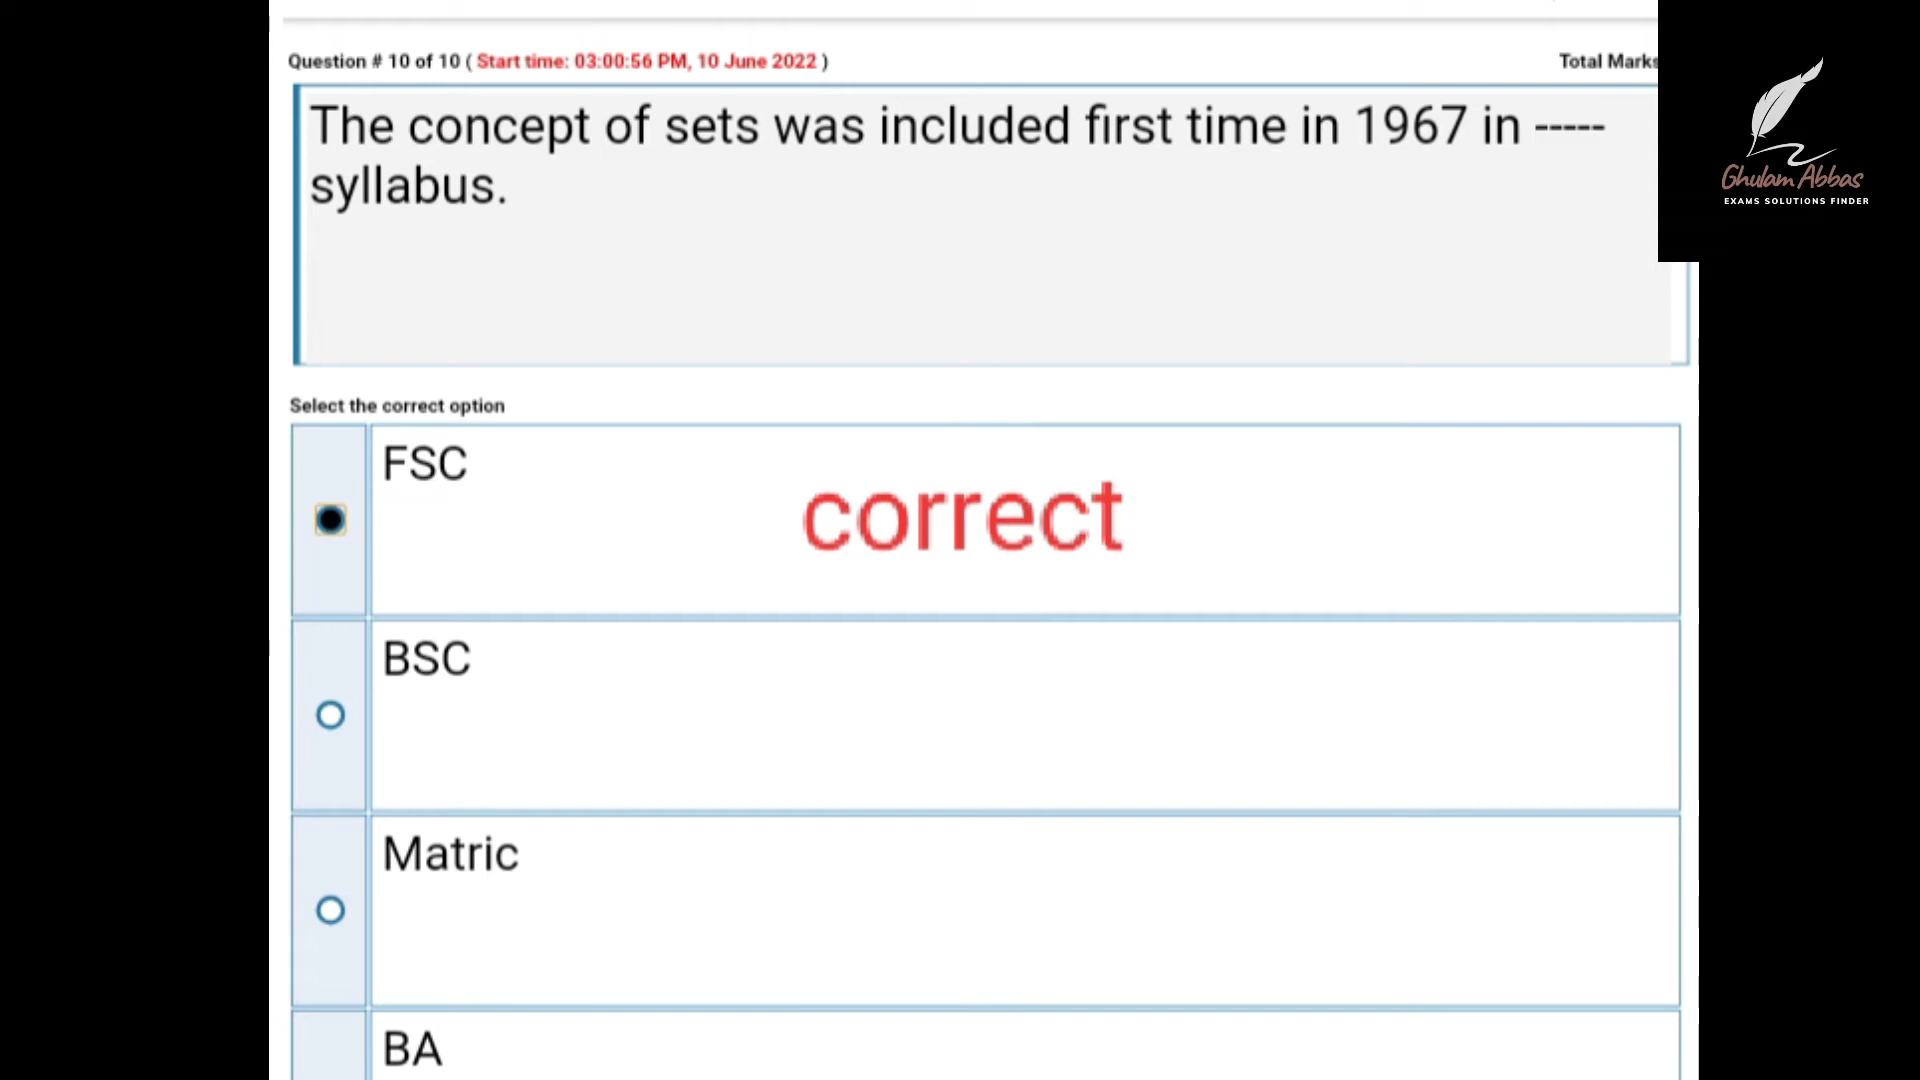 Question # 10 of 10 ( Start time: 03:00:56 PM, 10 June 2022 ) Total Marks
The concept of sets was included first time in 1967 in -----
syllabus.
Ghulam Abbas
EXAMS SOLUTIONS FINDER
Select the correct option
FSC
correct
BSC
Matric
BA